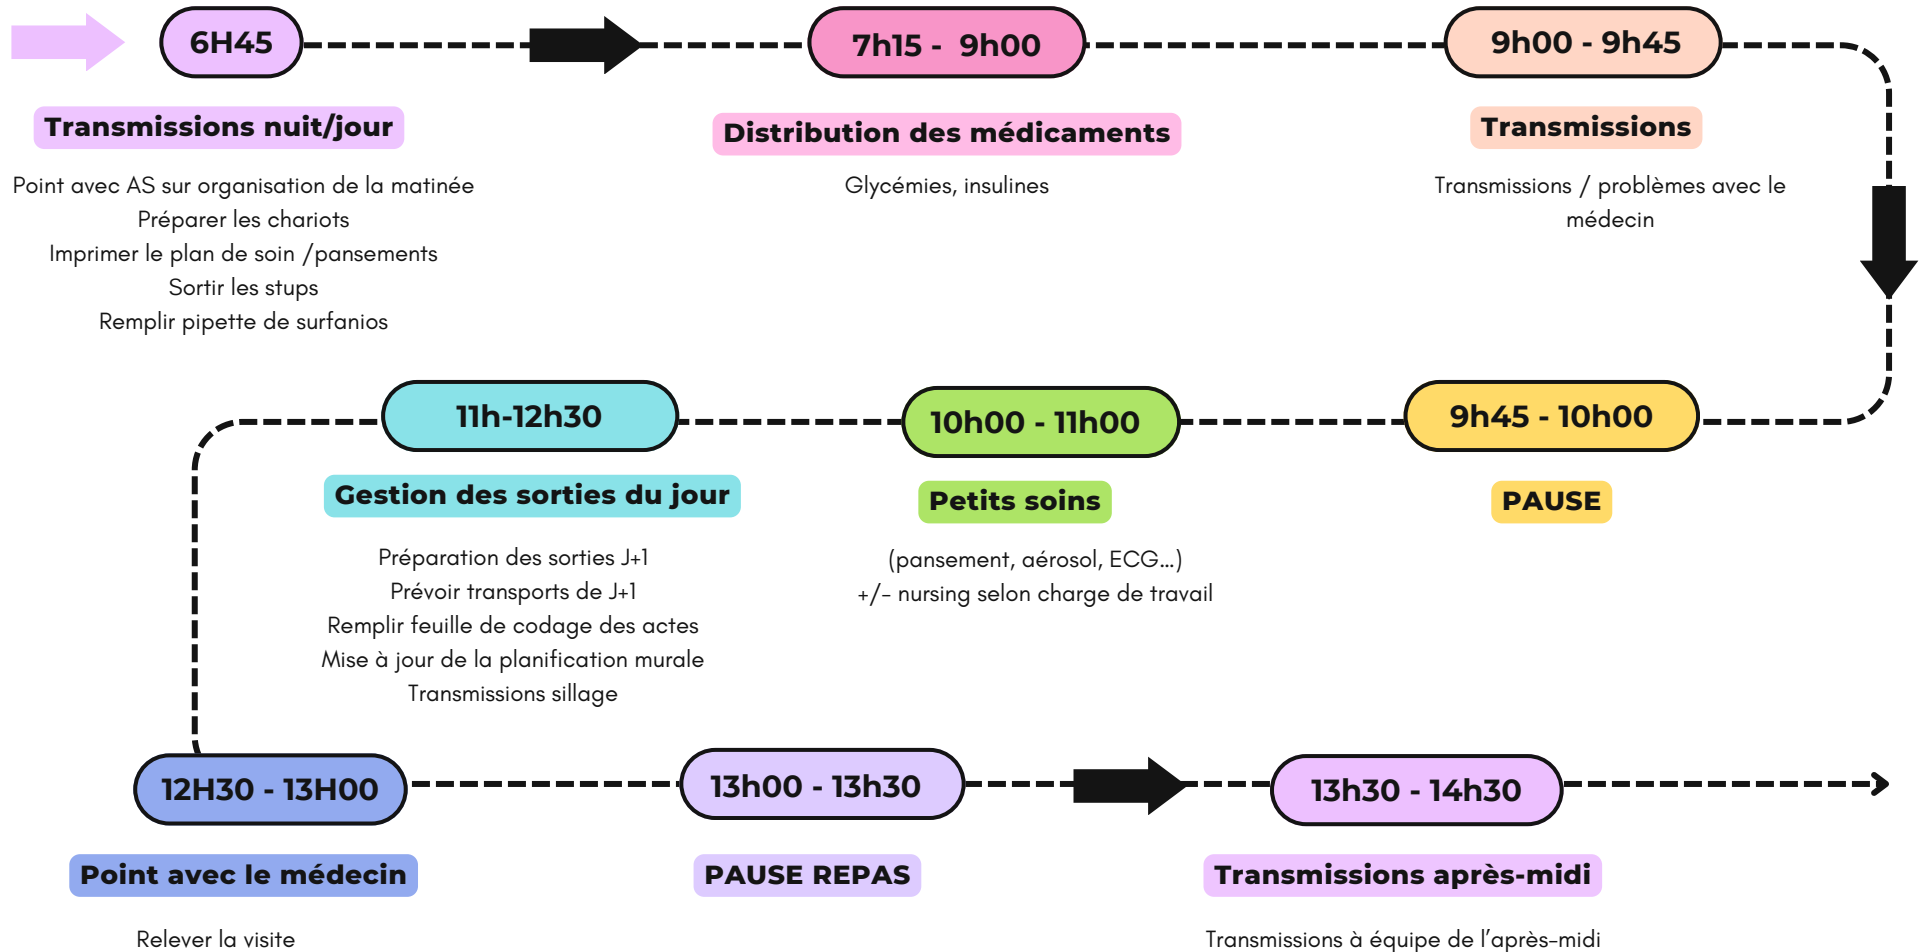 6H45
Transmissions nuit/jour
Point avec AS sur organisation de la matinée
Préparer les chariots
Imprimer le plan de soin /pansements
Sortir les stups
Remplir pipette de surfanios
7h15 - 9h00
Distribution des médicaments
Glycémies, insulines
9h00 - 9h45
Transmissions
Transmissions / problèmes avec le
médecin
9h45 - 10h00
PAUSE
10h00 - 11h00
Petits soins
(pansement, aérosol, ECG...)
+/- nursing selon charge de travail
11h-12h30
Gestion des sorties du jour
Préparation des sorties J+1
Prévoir transports de J+1
Remplir feuille de codage des actes
Mise à jour de la planification murale
Transmissions sillage
12H30 - 13H00
Point avec le médecin
Relever la visite
13h00 - 13h30
PAUSE REPAS
13h30 - 14h30
Transmissions après-midi
Transmissions à équipe de l'après-midi